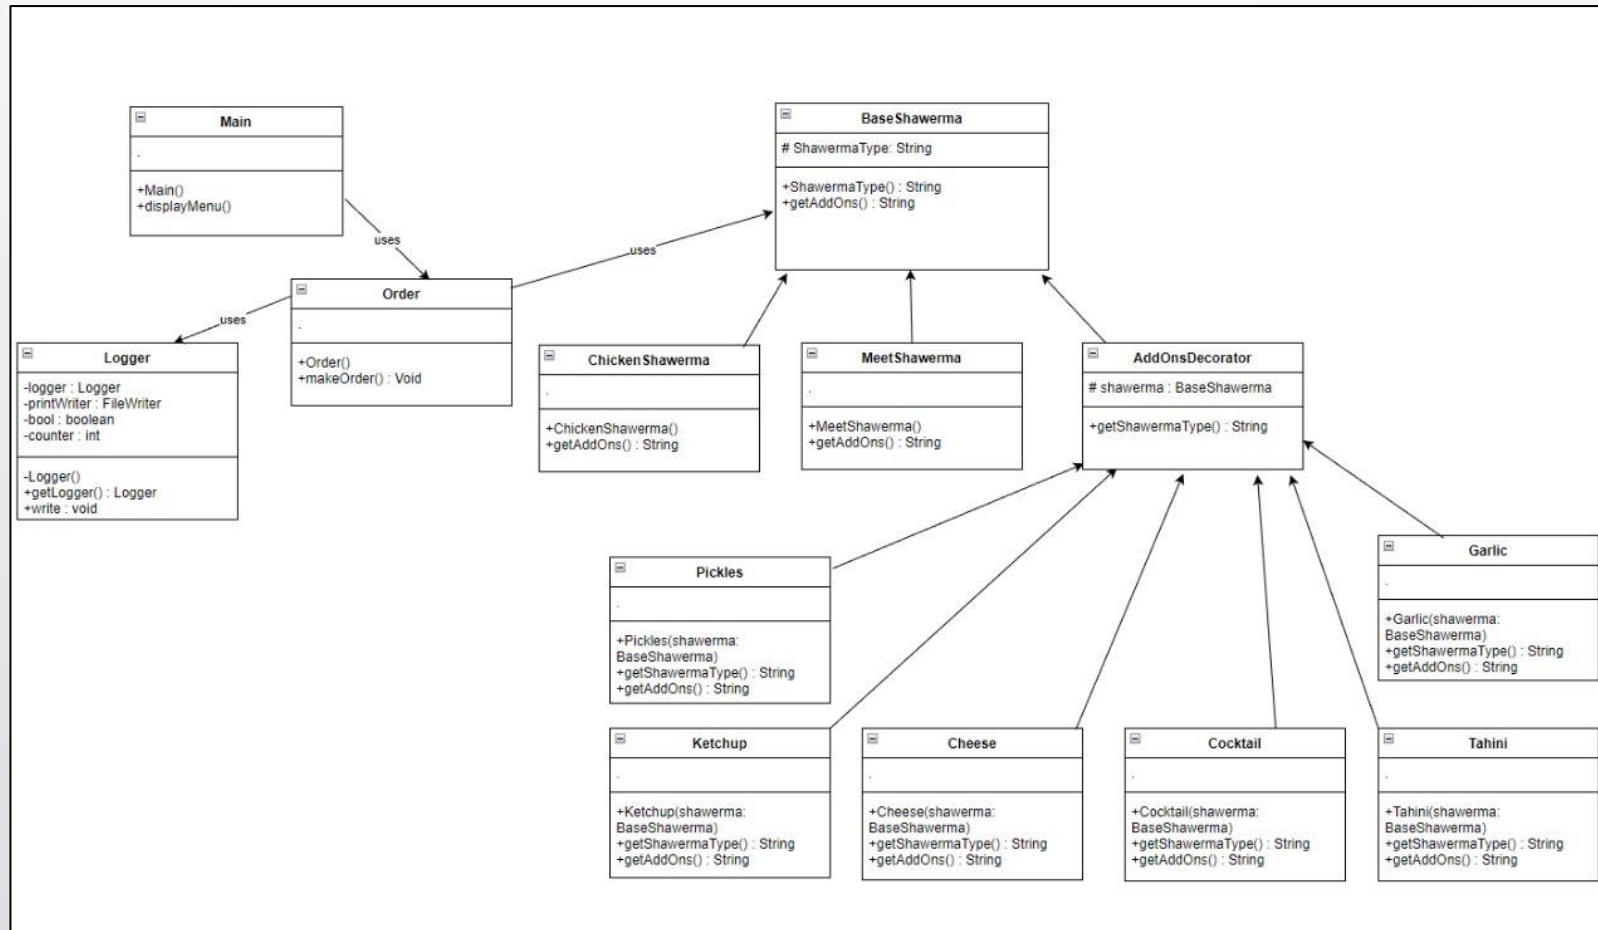 Main
.
+Main()
+displayMenu()
uses
BaseShawerma
# ShawermaType: String
+ShawermaType() : String
+getAddOns() : String
uses
Order
.
+Order()
+makeOrder() : Void
uses
Logger
-logger : Logger
-printWriter : FileWriter
-bool : boolean
-counter : int
-Logger()
+getLogger() : Logger
+write : void
ChickenShawerma
.
+ChickenShawerma()
+getAddOns() : String
MeetShawerma
.
+MeetShawerma()
+getAddOns() : String
AddOnsDecorator
# shawerma : BaseShawerma
+getShawermaType() : String
Pickles
.
+Pickles(shawerma:
BaseShawerma)
+getShawermaType() : String
+getAddOns() : String
Garlic
.
+Garlic(shawerma:
BaseShawerma)
+getShawermaType() : String
+getAddOns() : String
Ketchup
.
+Ketchup(shawerma:
BaseShawerma)
+getShawermaType() : String
+getAddOns() : String
Cheese
.
+Cheese(shawerma:
BaseShawerma)
+getShawermaType() : String
+getAddOns() : String
Cocktail
.
+Cocktail(shawerma:
BaseShawerma)
+getShawermaType() : String
+getAddOns() : String
Tahini
.
+Tahini(shawerma:
BaseShawerma)
+getShawermaType() : String
+getAddOns() : String